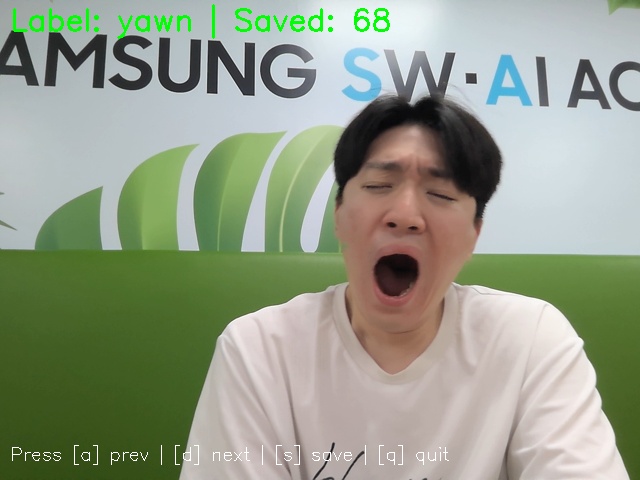 Label: yawn | Saved: 68
AMSUNG SW·AI AC
Press [a] prev | [d] next | [s] save | [q] quit